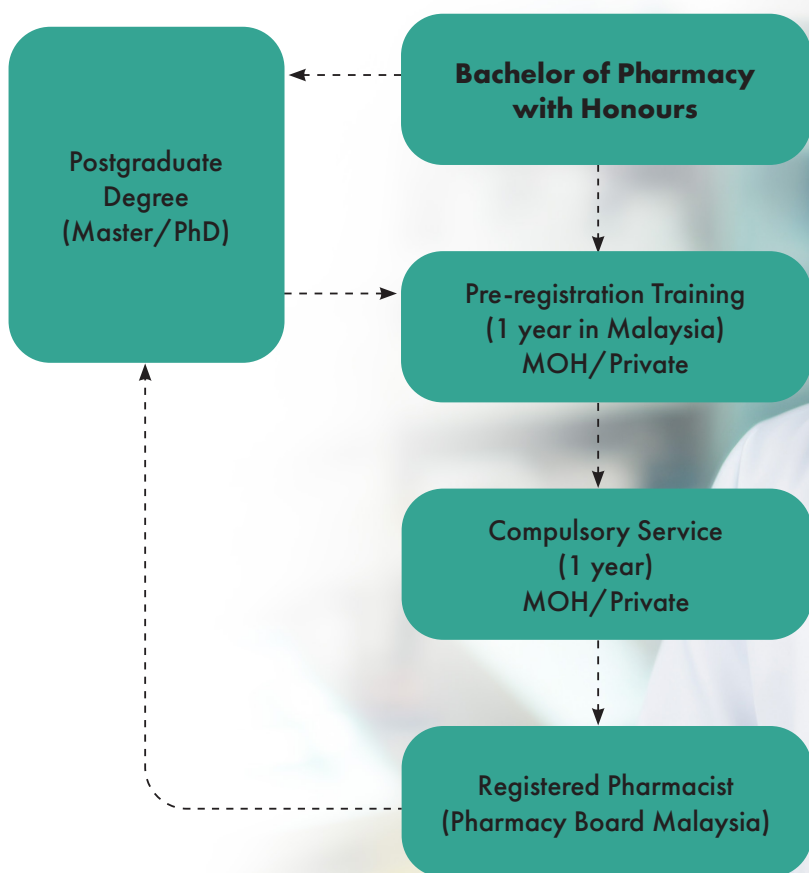 Bachelor of Pharmacy
with Honours
Postgraduate
Degree
(Master/PhD)
Pre-registration Training
(1 year in Malaysia)
MOH/Private
Compulsory Service
(1 year)
MOH/Private
Registered Pharmacist
(Pharmacy Board Malaysia)